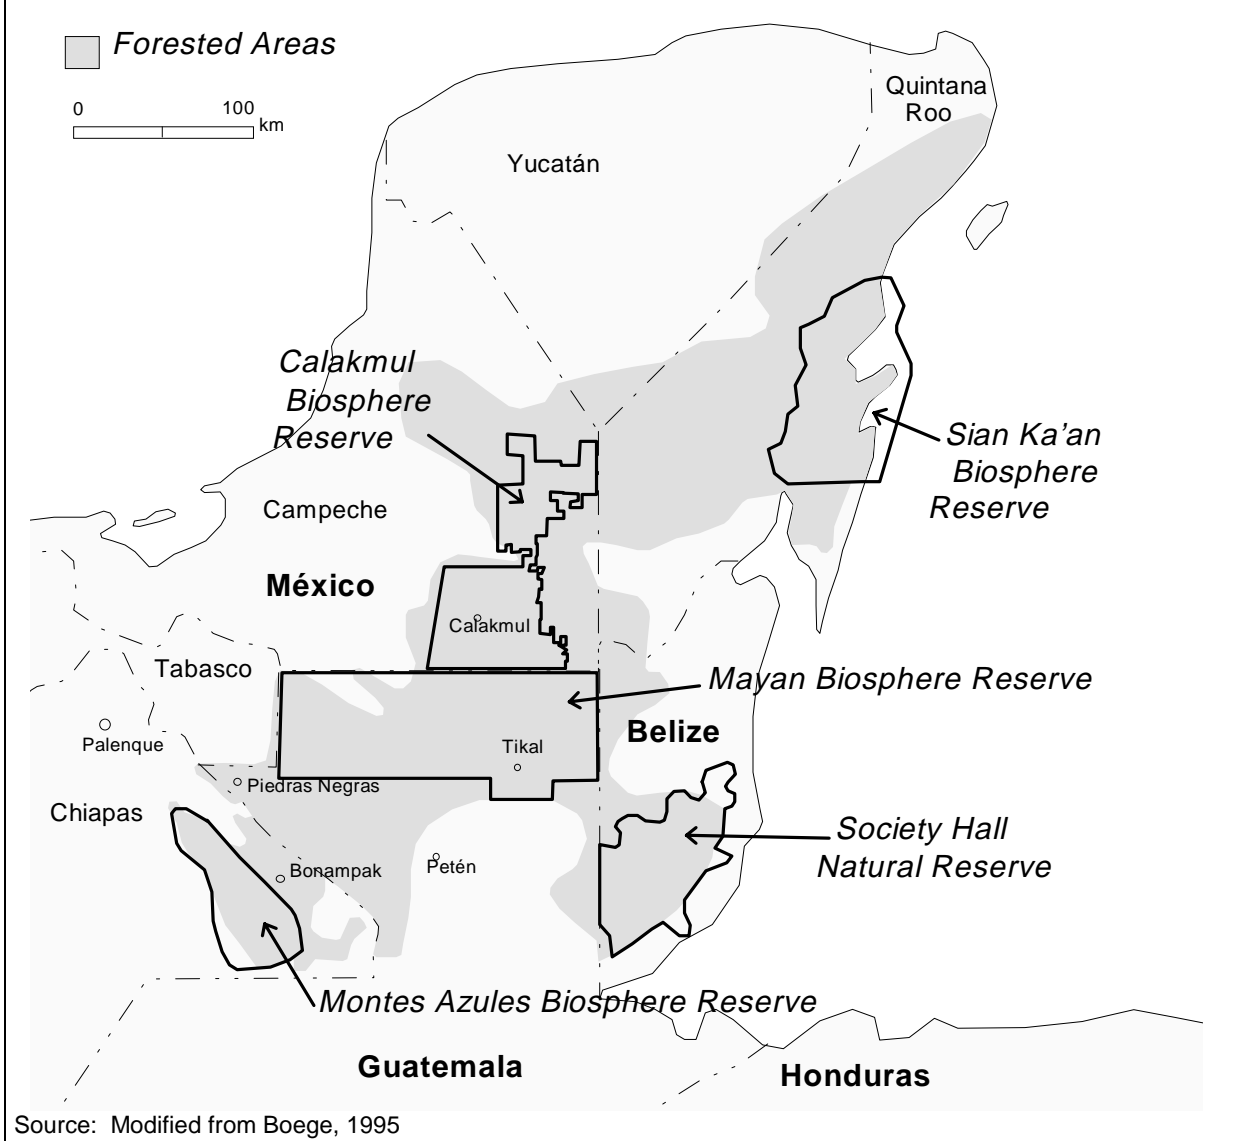 Forested Areas
0 100 km
Quintana
Roo
Yucatán
Calakmul
Biosphere
Reserve
Sian Ka’an
Biosphere
Reserve
Campeche
México
Calakmul
Tabasco
Mayan Biosphere Reserve
Palenque
Tikal
Belize
Piedras Negras
Chiapas
Society Hall
Natural Reserve
Bonampak
Petén
Montes Azules Biosphere Reserve
Guatemala
Honduras
Source: Modified from Boege, 1995